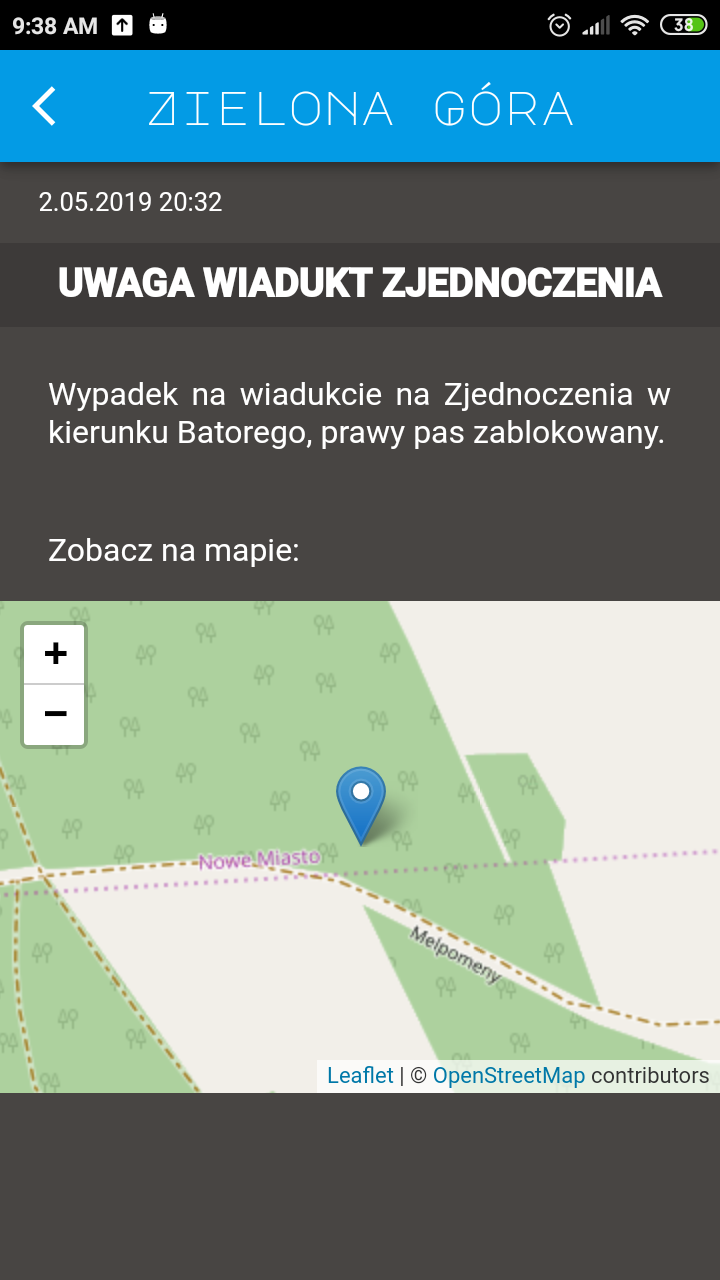 9:38 AM 38
ZIELONA GÓRA
2.05.2019 20:32
UWAGA WIADUKT ZJEDNOCZENIA
Wypadek na wiadukcie na Zjednoczenia w
kierunku Batorego, prawy pas zablokowany.
Zobacz na mapie:
+
−
Nowe Miasto
Melpomeny
Leaflet | © OpenStreetMap contributors